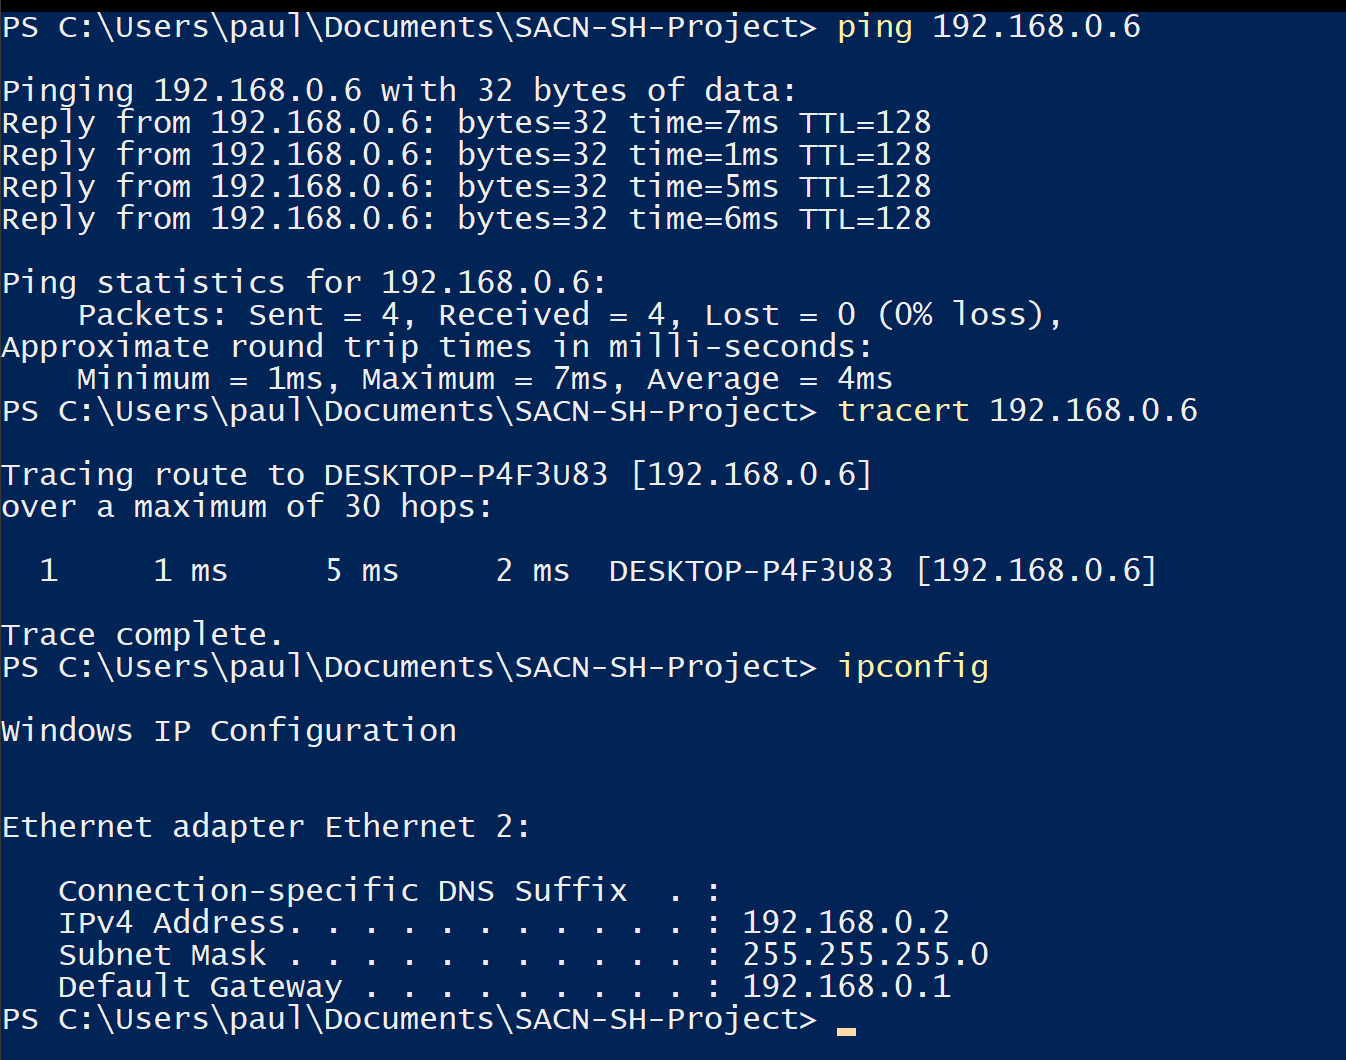 PS C:\Users\paul\Documents\SACN-SH-Project> ping 192.168.0.6
Pinging 192.168.0.6 with 32 bytes of data:
Reply from 192.168.0.6: bytes=32 time=7ms TTL=128
Reply from 192.168.0.6: bytes=32 time=1ms TTL=128
Reply from 192.168.0.6: bytes=32 time=5ms TTL=128
Reply from 192.168.0.6: bytes=32 time=6ms TTL=128
Ping statistics for 192.168.0.6:
    Packets: Sent = 4, Received = 4, Lost = 0 (0% loss),
Approximate round trip times in milli-seconds:
    Minimum = 1ms, Maximum = 7ms, Average = 4ms
PS C:\Users\paul\Documents\SACN-SH-Project> tracert 192.168.0.6
Tracing route to DESKTOP-P4F3U83 [192.168.0.6]
over a maximum of 30 hops:
  1     1 ms     5 ms     2 ms  DESKTOP-P4F3U83 [192.168.0.6]
Trace complete.
PS C:\Users\paul\Documents\SACN-SH-Project> ipconfig
Windows IP Configuration
Ethernet adapter Ethernet 2:
   Connection-specific DNS Suffix  . :
   IPv4 Address. . . . . . . . . . . : 192.168.0.2
   Subnet Mask . . . . . . . . . . . : 255.255.255.0
   Default Gateway . . . . . . . . . : 192.168.0.1
PS C:\Users\paul\Documents\SACN-SH-Project>